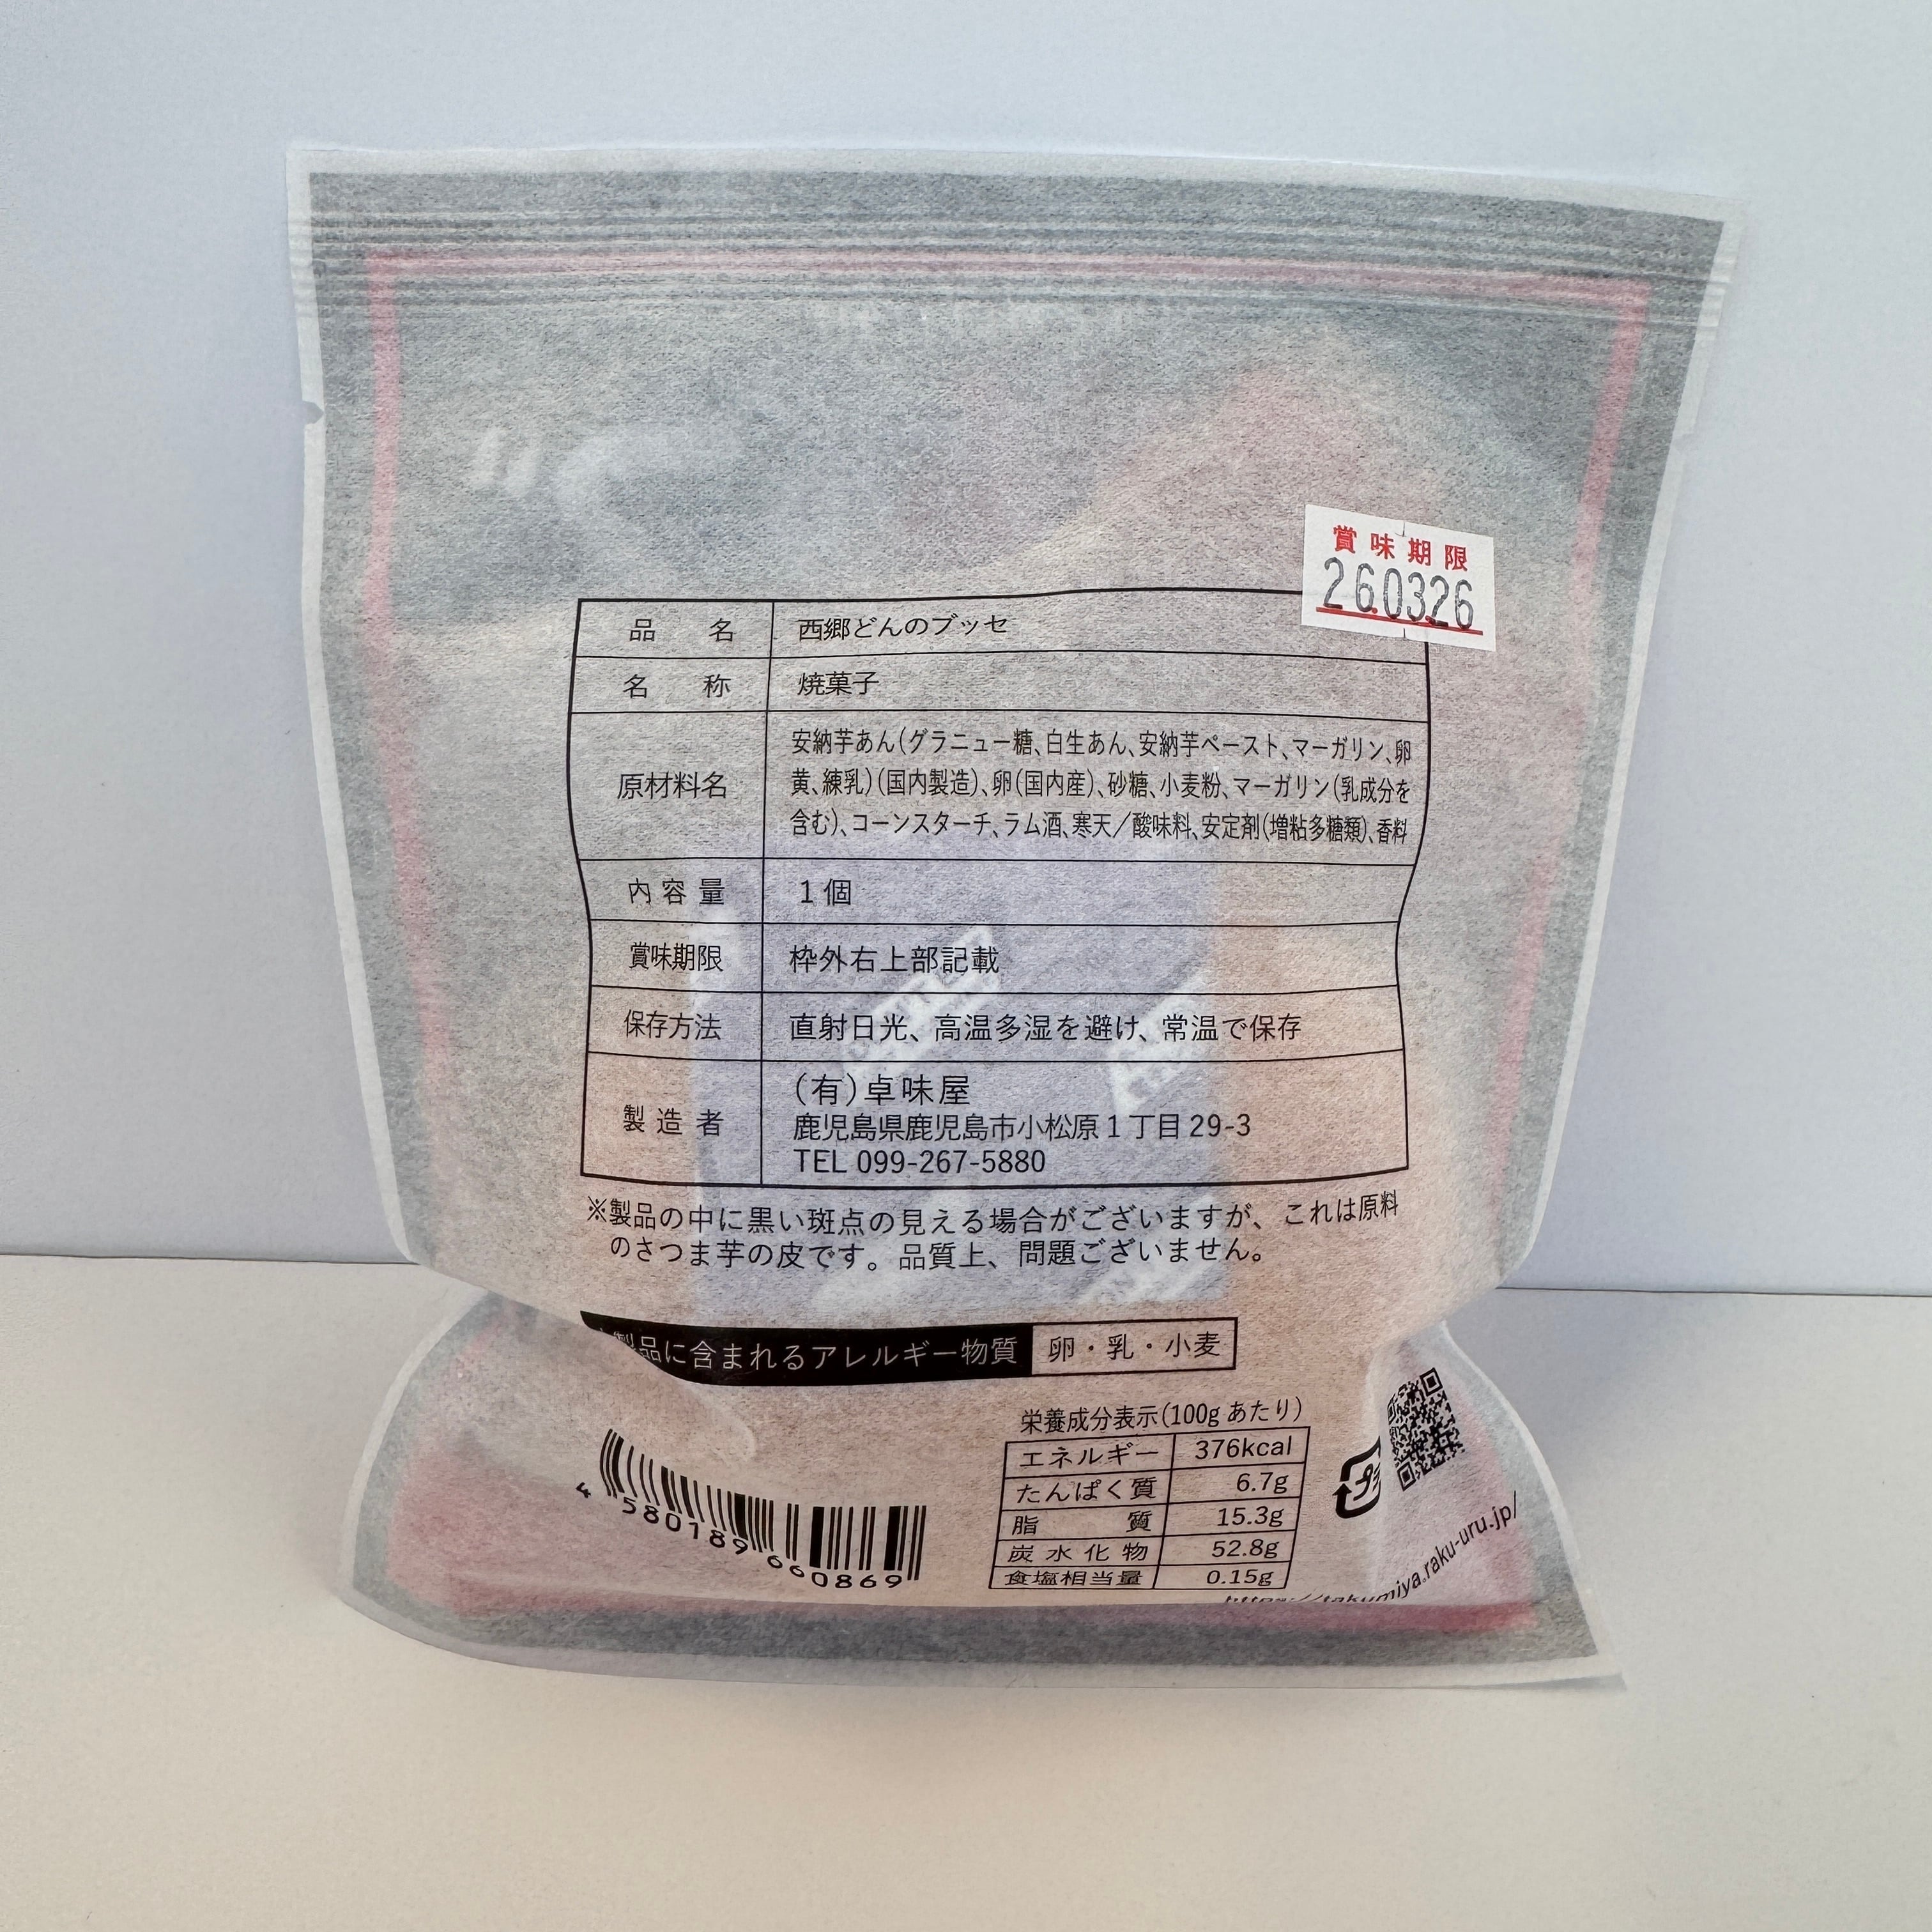 賞味期限
260326
品名 西郷どんのブッセ
名称 焼菓子
原材料名 安納芋あん(グラニュー糖、白生あん、安納芋ペースト、マーガリン、卵
黄、練乳)(国内製造)、卵(国内産)、砂糖、小麦粉、マーガリン(乳成分を
含む)、コーンスターチ、ラム酒、寒天/酸味料、安定剤(増粘多糖類)、香料
内容量 1個
賞味期限 枠外右上部記載
保存方法 直射日光、高温多湿を避け、常温で保存
製造者 (有)卓味屋
鹿児島県鹿児島市小松原1丁目29-3
TEL 099-267-5880
※製品の中に黒い斑点の見える場合がございますが、これは原料
のさつま芋の皮です。品質上、問題ございません。
製品に含まれるアレルギー物質 卵・乳・小麦
栄養成分表示(100gあたり)
エネルギー 376kcal
たんぱく質 6.7g
脂質 15.3g
炭水化物 52.8g
食塩相当量 0.15g
4 580189 660869
プラ
https://takumiya.raku-uru.jp/